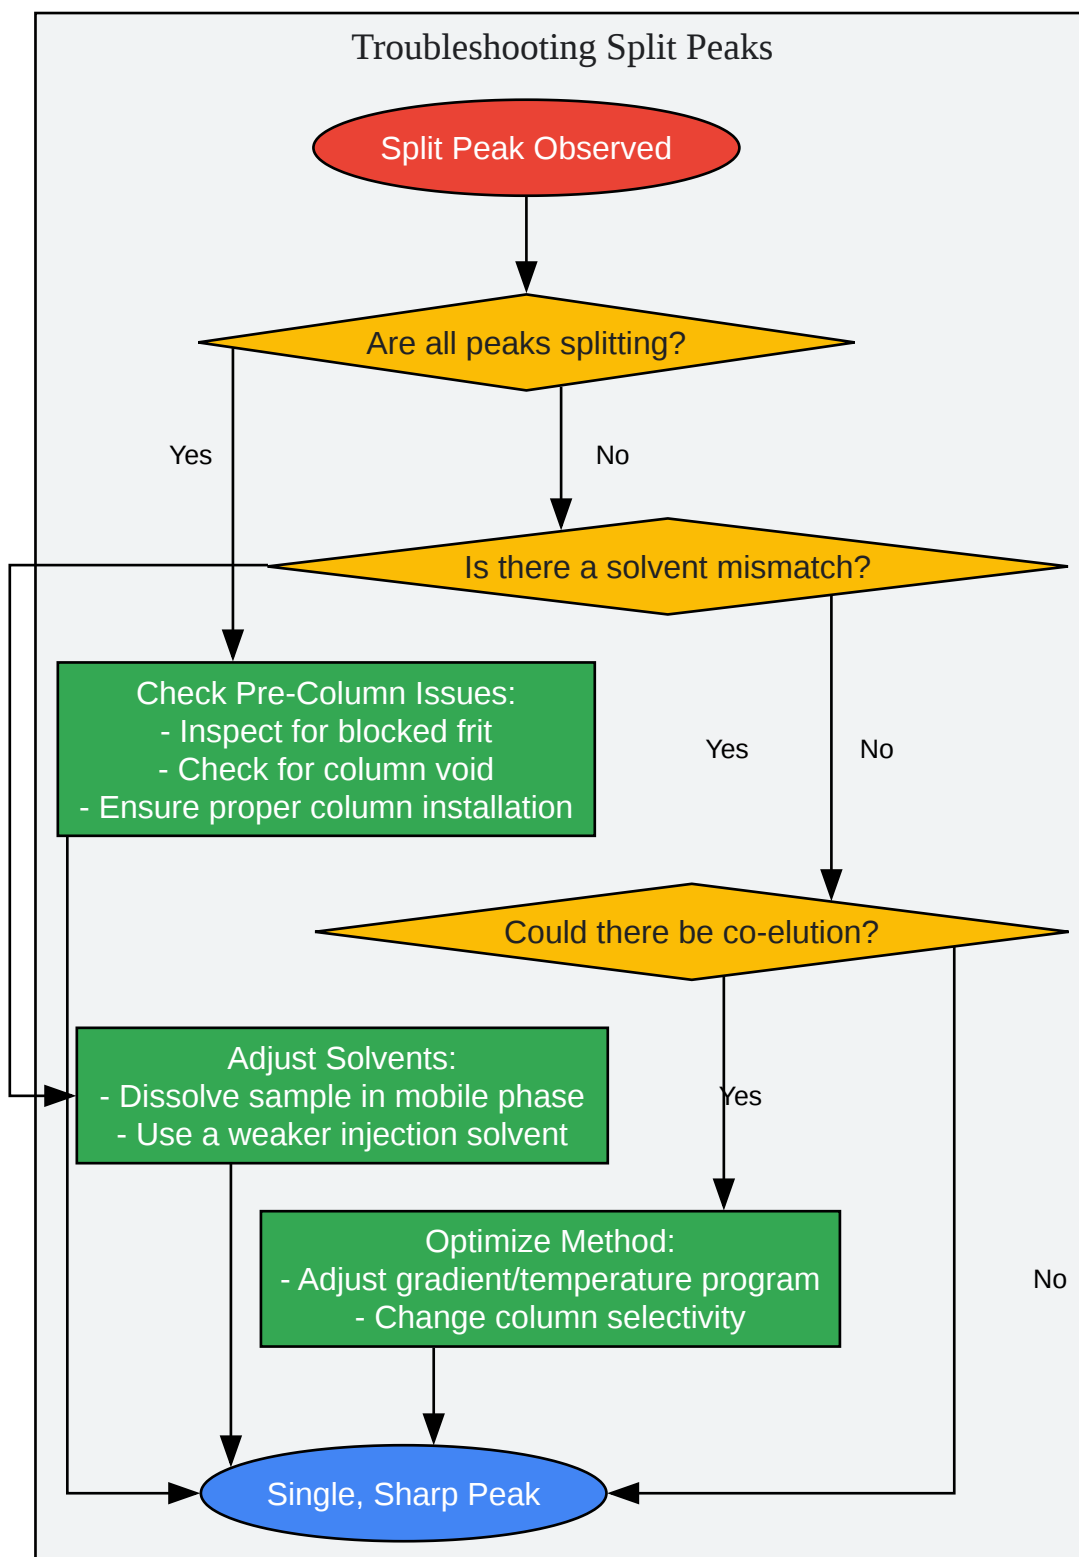 Troubleshooting Split Peaks
Split Peak Observed
Are all peaks splitting?
Yes
No
Is there a solvent mismatch?
Check Pre-Column Issues:
- Inspect for blocked frit
- Check for column void
- Ensure proper column installation
Yes
No
Could there be co-elution?
Adjust Solvents:
- Dissolve sample in mobile phase
- Use a weaker injection solvent
Yes
Optimize Method:
- Adjust gradient/temperature program
- Change column selectivity
No
Single, Sharp Peak